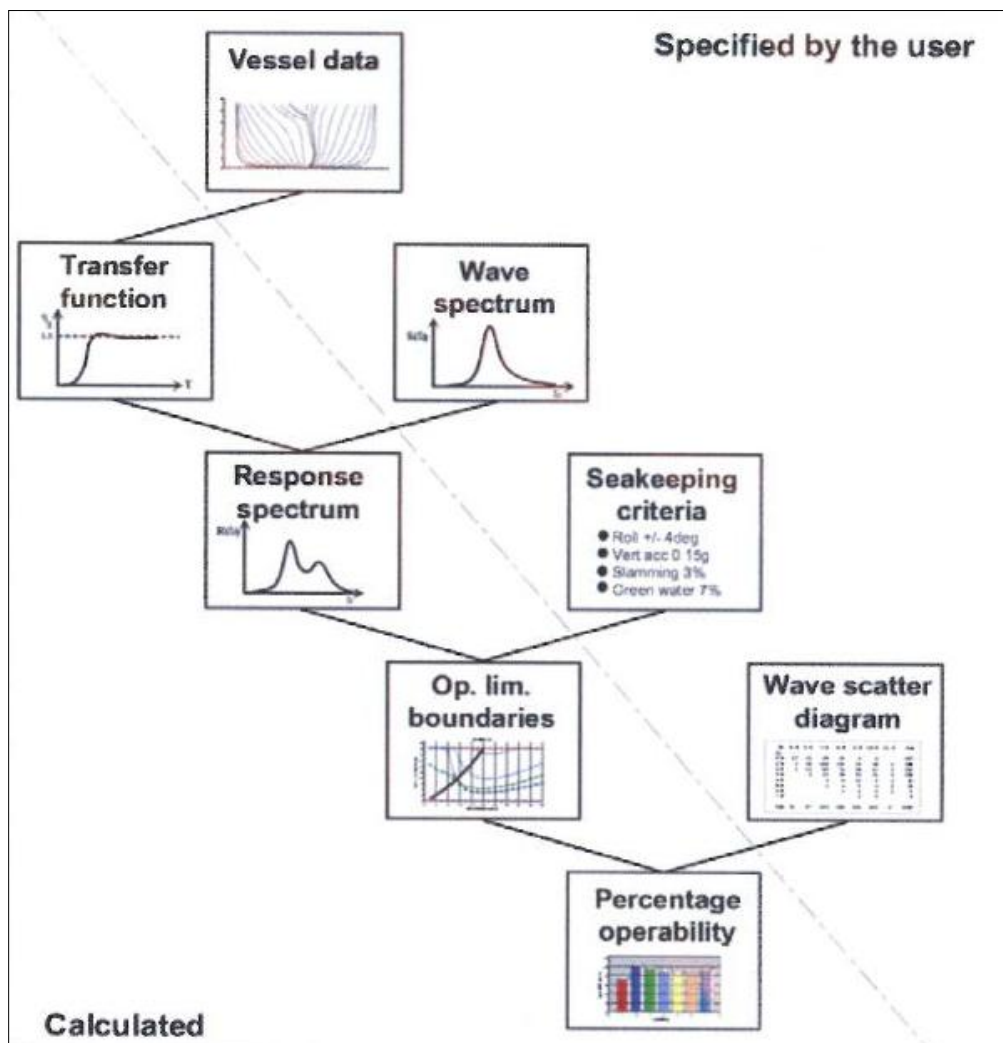 Specified by the user
Vessel data
Transfer
function
T
Wave
spectrum
Response
spectrum
Seakeeping
criteria
● Roll +/- 4deg
● Vert acc 0.15g
● Slamming 3%
● Green water 7%
Op. lim.
boundaries
Wave scatter
diagram
Percentage
operability
Calculated